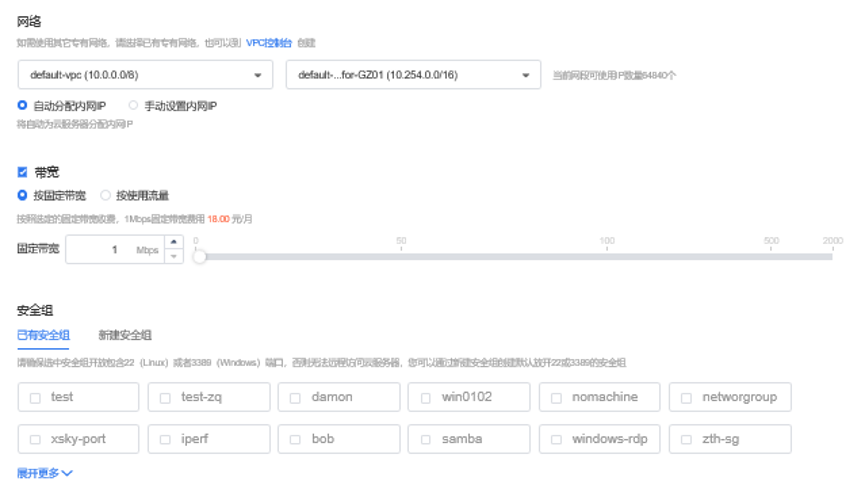 网络
如需使用其它专有网络，请选择已有专有网络，也可以到 VPC控制台 创建
default-vpc (10.0.0.0/8)
default-...for-GZ01 (10.254.0.0/16)
当前网段可使用IP数量64840个
自动分配内网IP
手动设置内网IP
将自动为云服务器分配内网IP
带宽
按固定带宽
按使用流量
按照选定的固定带宽收费，1Mbps固定带宽费用 18.00 元/月
固定带宽
1 Mbps
0
50
100
500
2000
安全组
已有安全组
新建安全组
请确保选中安全组开放包含22（Linux）或者3389（Windows）端口，否则无法远程访问云服务器，您可以通过新建安全组创建默认放开22或3389的安全组
test
test-zq
damon
win0102
nomachine
networgroup
xsky-port
iperf
bob
samba
windows-rdp
zth-sg
展开更多